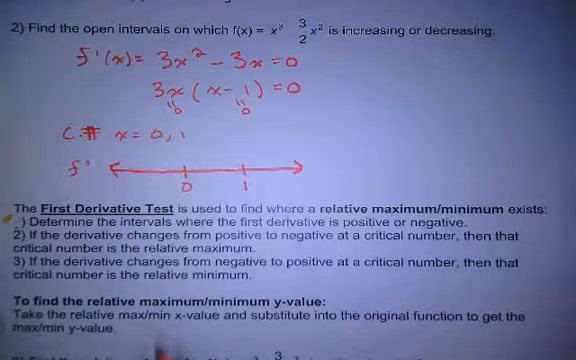 2) Find the open intervals on which f(x) = x³ 3/2 x² is increasing or decreasing.
f'(x) = 3x² - 3x = 0
3x (x - 1) = 0
" 0 " 0
C.# x = 0, 1
f'
0 1
The First Derivative Test is used to find where a relative maximum/minimum exists:
) Determine the intervals where the first derivative is positive or negative.
2) If the derivative changes from positive to negative at a critical number, then that
critical number is the relative maximum.
3) If the derivative changes from negative to positive at a critical number, then that
critical number is the relative minimum.
To find the relative maximum/minimum y-value:
Take the relative max/min x-value and substitute into the original function to get the
max/min y-value.
3